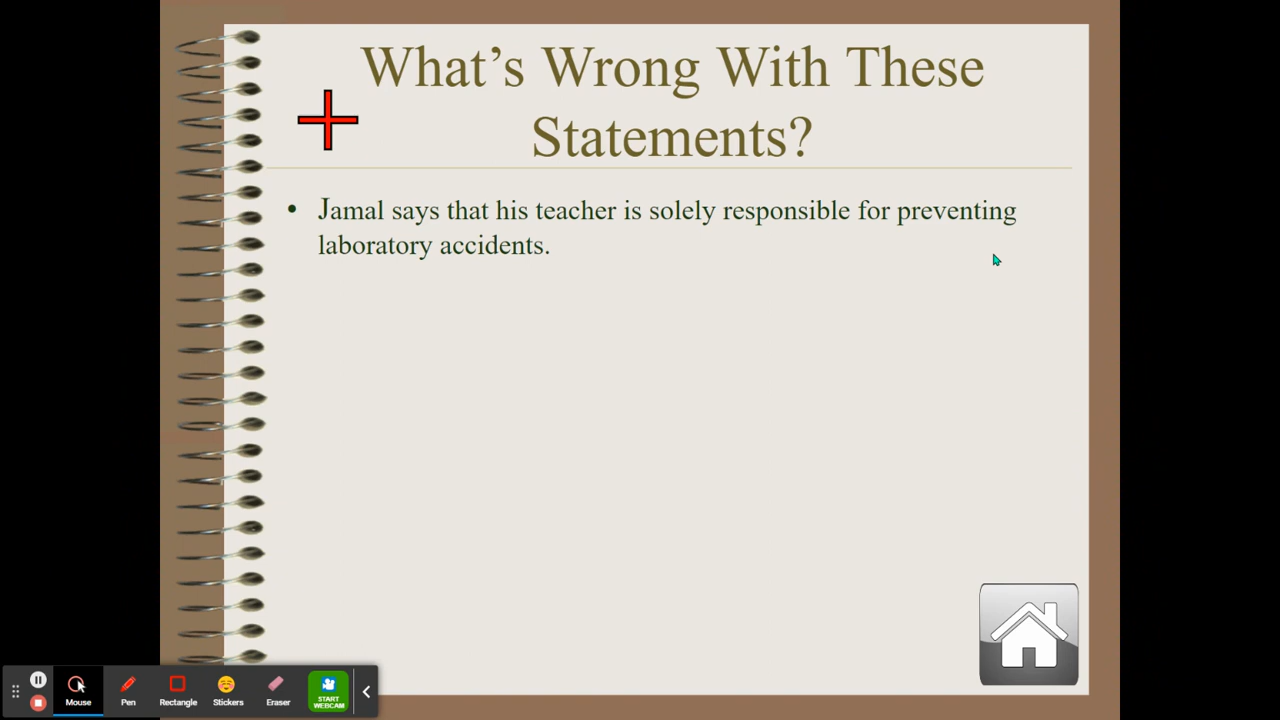 What’s Wrong With These
Statements?
• Jamal says that his teacher is solely responsible for preventing
laboratory accidents.
Mouse
Pen
Rectangle
Stickers
Eraser
START
WEBCAM